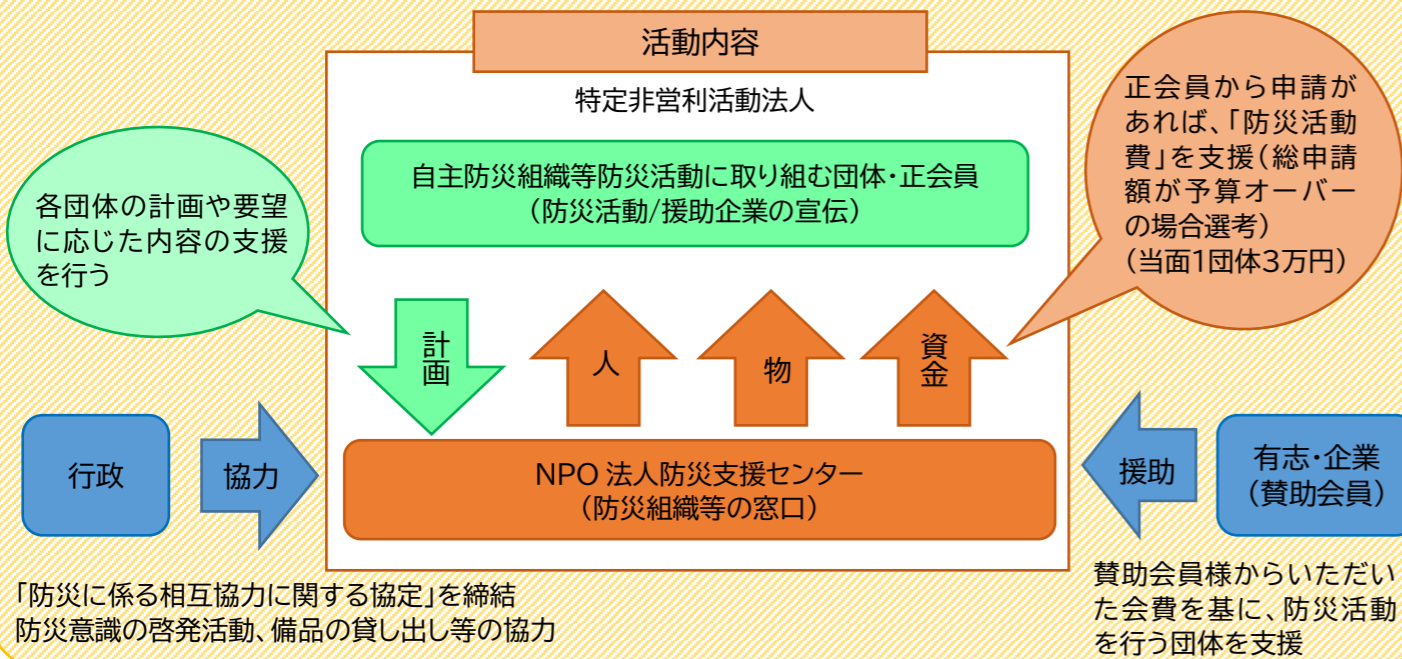 活動内容
特定非営利活動法人
自主防災組織等防災活動に取り組む団体・正会員
（防災活動/援助企業の宣伝）
各団体の計画や要望
に応じた内容の支援
を行う
正会員から申請が
あれば、「防災活動
費」を支援（総申請
額が予算オーバー
の場合選考）
（当面1団体3万円）
計画
人
物
資金
行政
協力
NPO 法人防災支援センター
（防災組織等の窓口）
援助
有志・企業
（賛助会員）
「防災に係る相互協力に関する協定」を締結
防災意識の啓発活動、備品の貸し出し等の協力
賛助会員様からいただい
た会費を基に、防災活動
を行う団体を支援